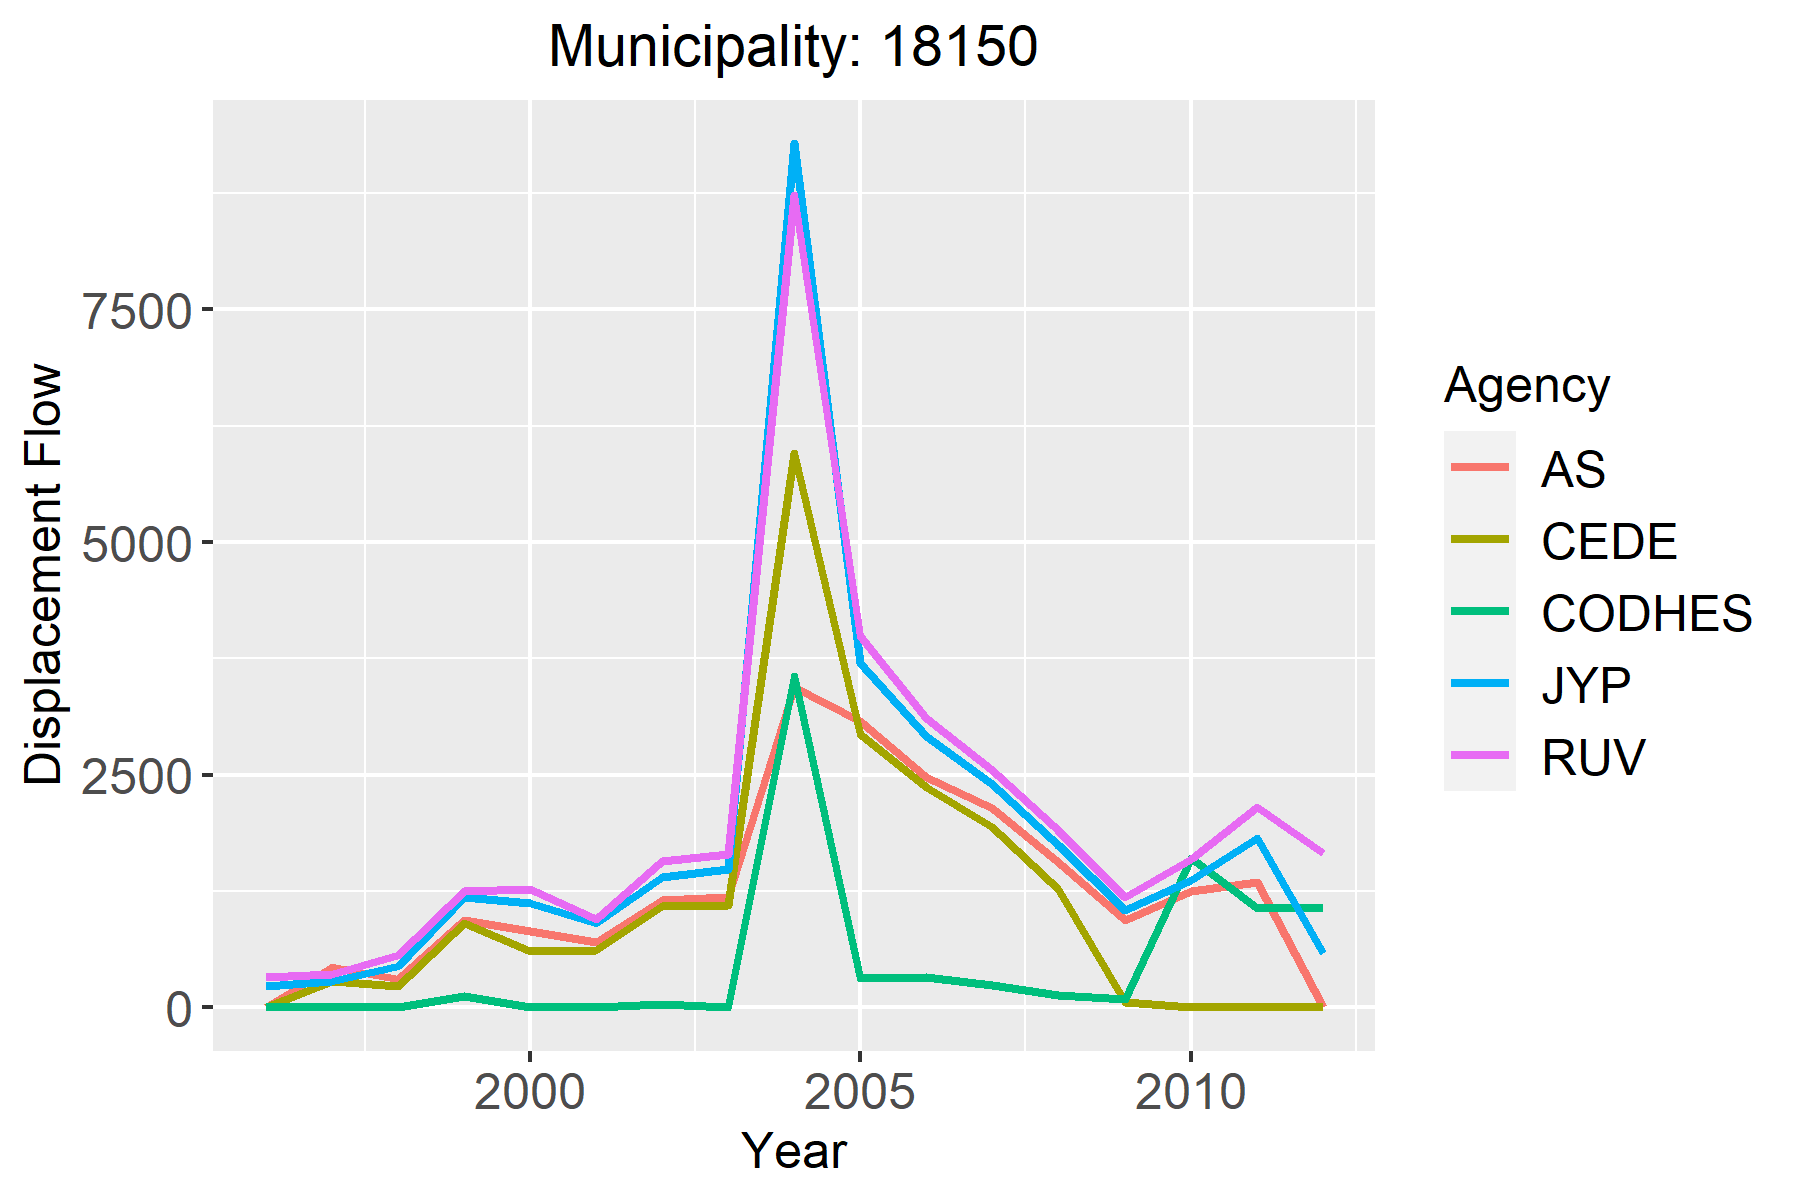 Municipality: 18150
Displacement Flow
7500
5000
2500
0
2000 2005 2010
Year
Agency
AS
CEDE
CODHES
JYP
RUV